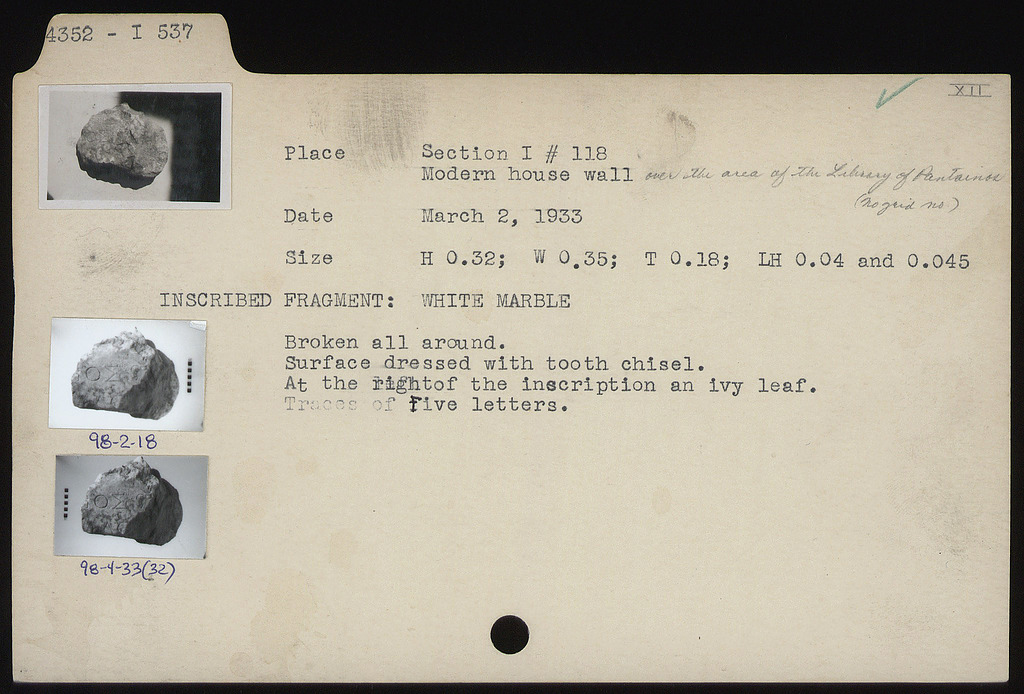 4352 - I 537
XII
Place Section I # 118
Modern house wall over the area of the Library of Pantainos
(no grid no.)
Date March 2, 1933
Size H 0.32; W 0.35; T 0.18; LH 0.04 and 0.045
INSCRIBED FRAGMENT: WHITE MARBLE
Broken all around.
Surface dressed with tooth chisel.
At the rightof the inscription an ivy leaf.
Traces of Five letters.
ΟΣ
98-2-18
ΟΣ
98-4-33(32)